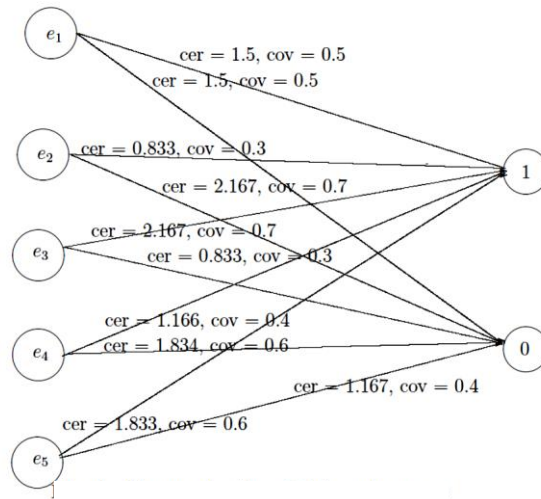 e1
cer = 1.5, cov = 0.5
cer = 1.5, cov = 0.5
e2
cer = 0.833, cov = 0.3
1
cer = 2.167, cov = 0.7
cer = 2.167, cov = 0.7
e3
cer = 0.833, cov = 0.3
cer = 1.166, cov = 0.4
0
e4
cer = 1.834, cov = 0.6
cer = 1.167, cov = 0.4
cer = 1.833, cov = 0.6
e5